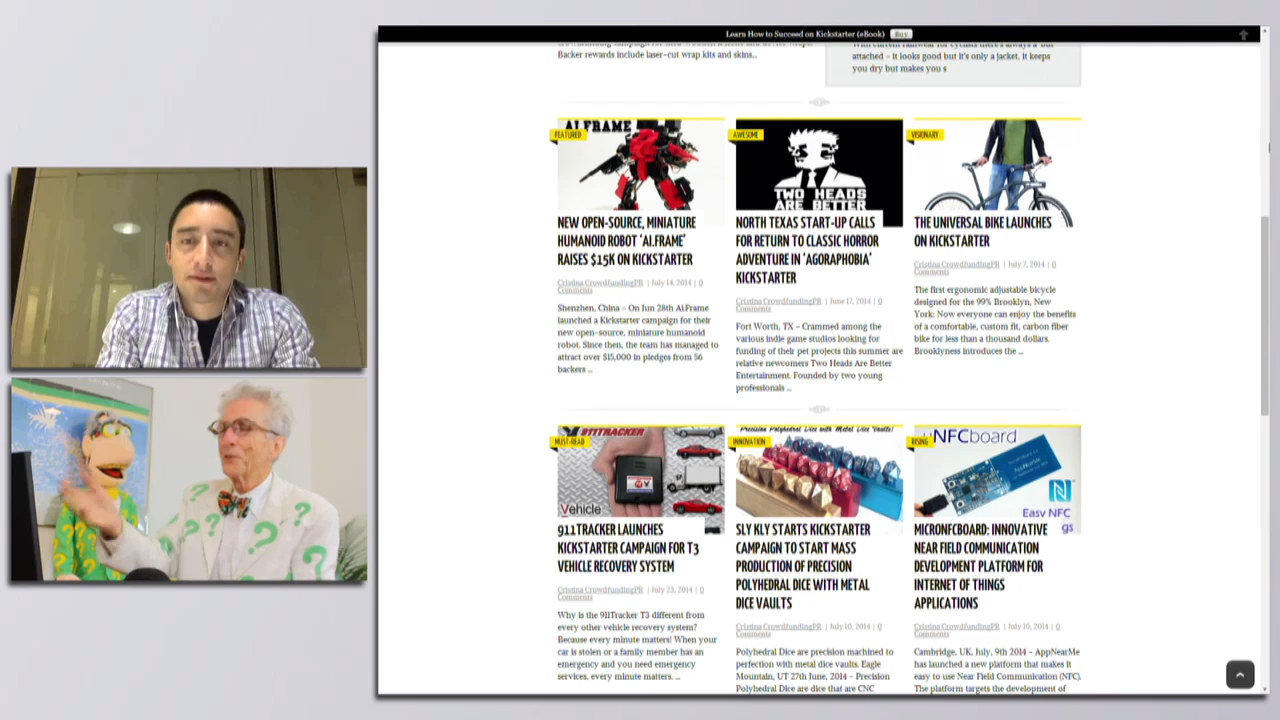 Learn How to Succeed on Kickstarter (eBook) Buy
Backer rewards include laser-cut wrap kits and skins...
attached - it looks good but it's only a jacket, it keeps
you dry but makes you s
FEATURED
AI.FRAME
NEW OPEN-SOURCE, MINIATURE
HUMANOID ROBOT 'AI.FRAME'
RAISES $15K ON KICKSTARTER
Cristina CrowdfundingPR | July 14, 2014 | 0
Comments
Shenzhen, China - On Jun 28th AI.Frame
launched a Kickstarter campaign for their
new open-source, miniature humanoid
robot. Since then, the team has managed to
attract over $15,000 in pledges from 56
backers ...
AWESOME
TWO HEADS
ARE BETTER
NORTH TEXAS START-UP CALLS
FOR RETURN TO CLASSIC HORROR
ADVENTURE IN 'AGORAPHOBIA'
KICKSTARTER
Cristina CrowdfundingPR | June 17, 2014 | 0
Comments
Fort Worth, TX - Crammed among the
various indie game studios looking for
funding of their pet projects this summer are
relative newcomers Two Heads Are Better
Entertainment. Founded by two young
professionals ...
VISIONARY
THE UNIVERSAL BIKE LAUNCHES
ON KICKSTARTER
Cristina CrowdfundingPR | July 7, 2014 | 0
Comments
The first ergonomic adjustable bicycle
designed for the 99% Brooklyn, New
York: Now everyone can enjoy the benefits
of a comfortable, custom fit, carbon fiber
bike for less than a thousand dollars.
Brooklyness introduces the ...
MUST-READ
911TRACKER
Vehicle
911TRACKER LAUNCHES
KICKSTARTER CAMPAIGN FOR T3
VEHICLE RECOVERY SYSTEM
Cristina CrowdfundingPR | July 23, 2014 | 0
Comments
Why is the 911Tracker T3 different from
every other vehicle recovery system?
Because every minute matters! When your
car is stolen or a family member has an
emergency and you need emergency
services, every minute matters. ...
INNOVATION
Precision Polyhedral Dice with Metal Dice Vaults!
SLY KLY STARTS KICKSTARTER
CAMPAIGN TO START MASS
PRODUCTION OF PRECISION
POLYHEDRAL DICE WITH METAL
DICE VAULTS
Cristina CrowdfundingPR | July 10, 2014 | 0
Comments
Polyhedral Dice are precision machined to
perfection with metal dice vaults. Eagle
Mountain, UT 27th June, 2014 - Precision
Polyhedral Dice are dice that are CNC
RISING
NFCboard
Easy NFC
gs
MICRONFCBOARD: INNOVATIVE
NEAR FIELD COMMUNICATION
DEVELOPMENT PLATFORM FOR
INTERNET OF THINGS
APPLICATIONS
Cristina CrowdfundingPR | July 10, 2014 | 0
Comments
Cambridge, UK, July, 9th 2014 - AppNearMe
has launched a new platform that makes it
easy to use Near Field Communication (NFC).
The platform targets the development of